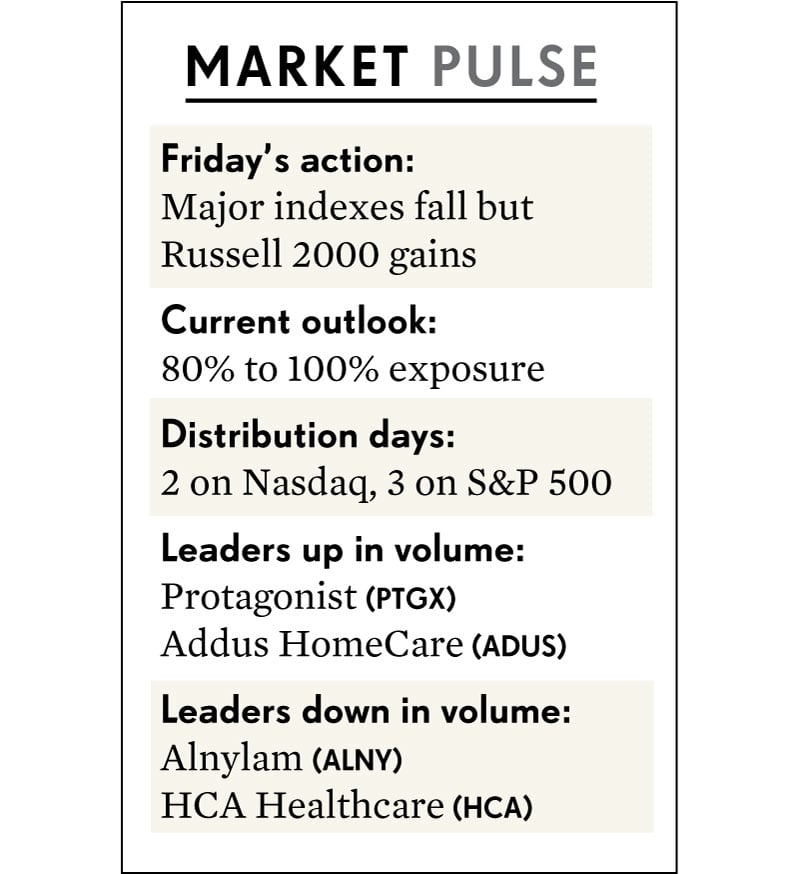 MARKET PULSE
Friday’s action:
Major indexes fall but
Russell 2000 gains
Current outlook:
80% to 100% exposure
Distribution days:
2 on Nasdaq, 3 on S&P 500
Leaders up in volume:
Protagonist (PTGX)
Addus HomeCare (ADUS)
Leaders down in volume:
Alnylam (ALNY)
HCA Healthcare (HCA)